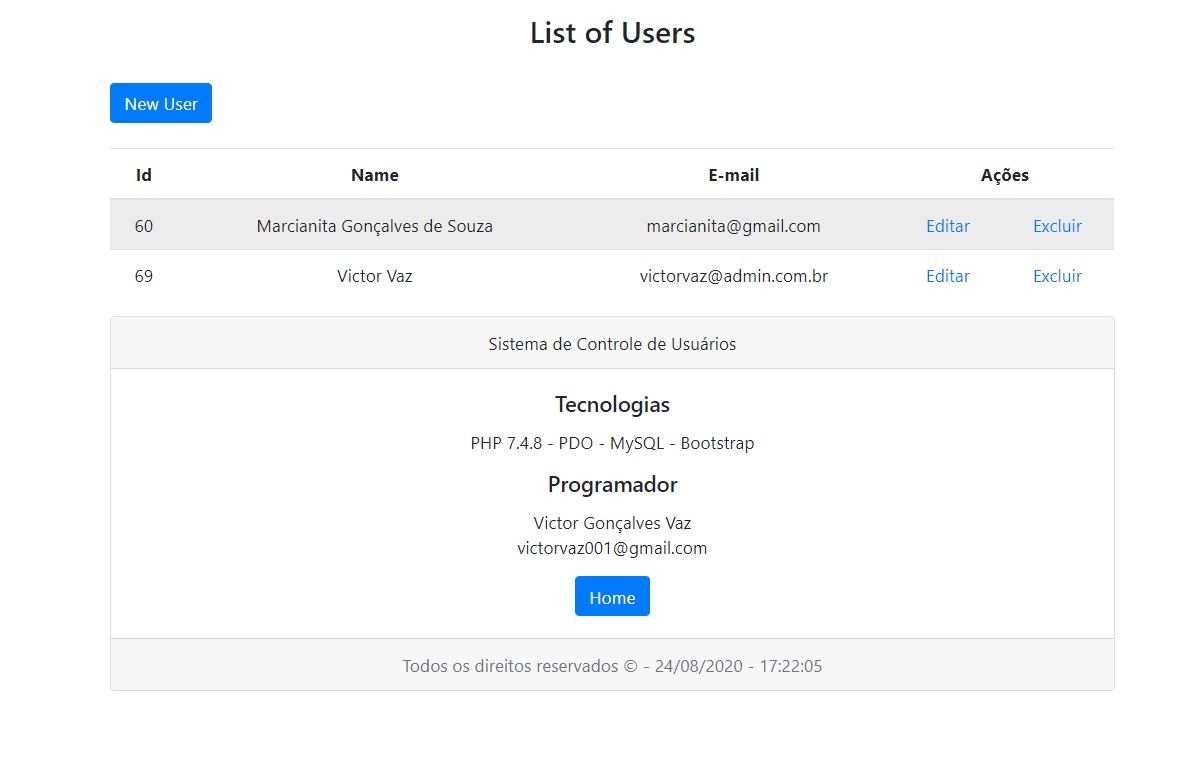 List of Users
New User
Id Name E-mail Ações
60 Marcianita Gonçalves de Souza marcianita@gmail.com Editar Excluir
69 Victor Vaz victorvaz@admin.com.br Editar Excluir
Sistema de Controle de Usuários
Tecnologias
PHP 7.4.8 - PDO - MySQL - Bootstrap
Programador
Victor Gonçalves Vaz
victorvaz001@gmail.com
Home
Todos os direitos reservados © - 24/08/2020 - 17:22:05